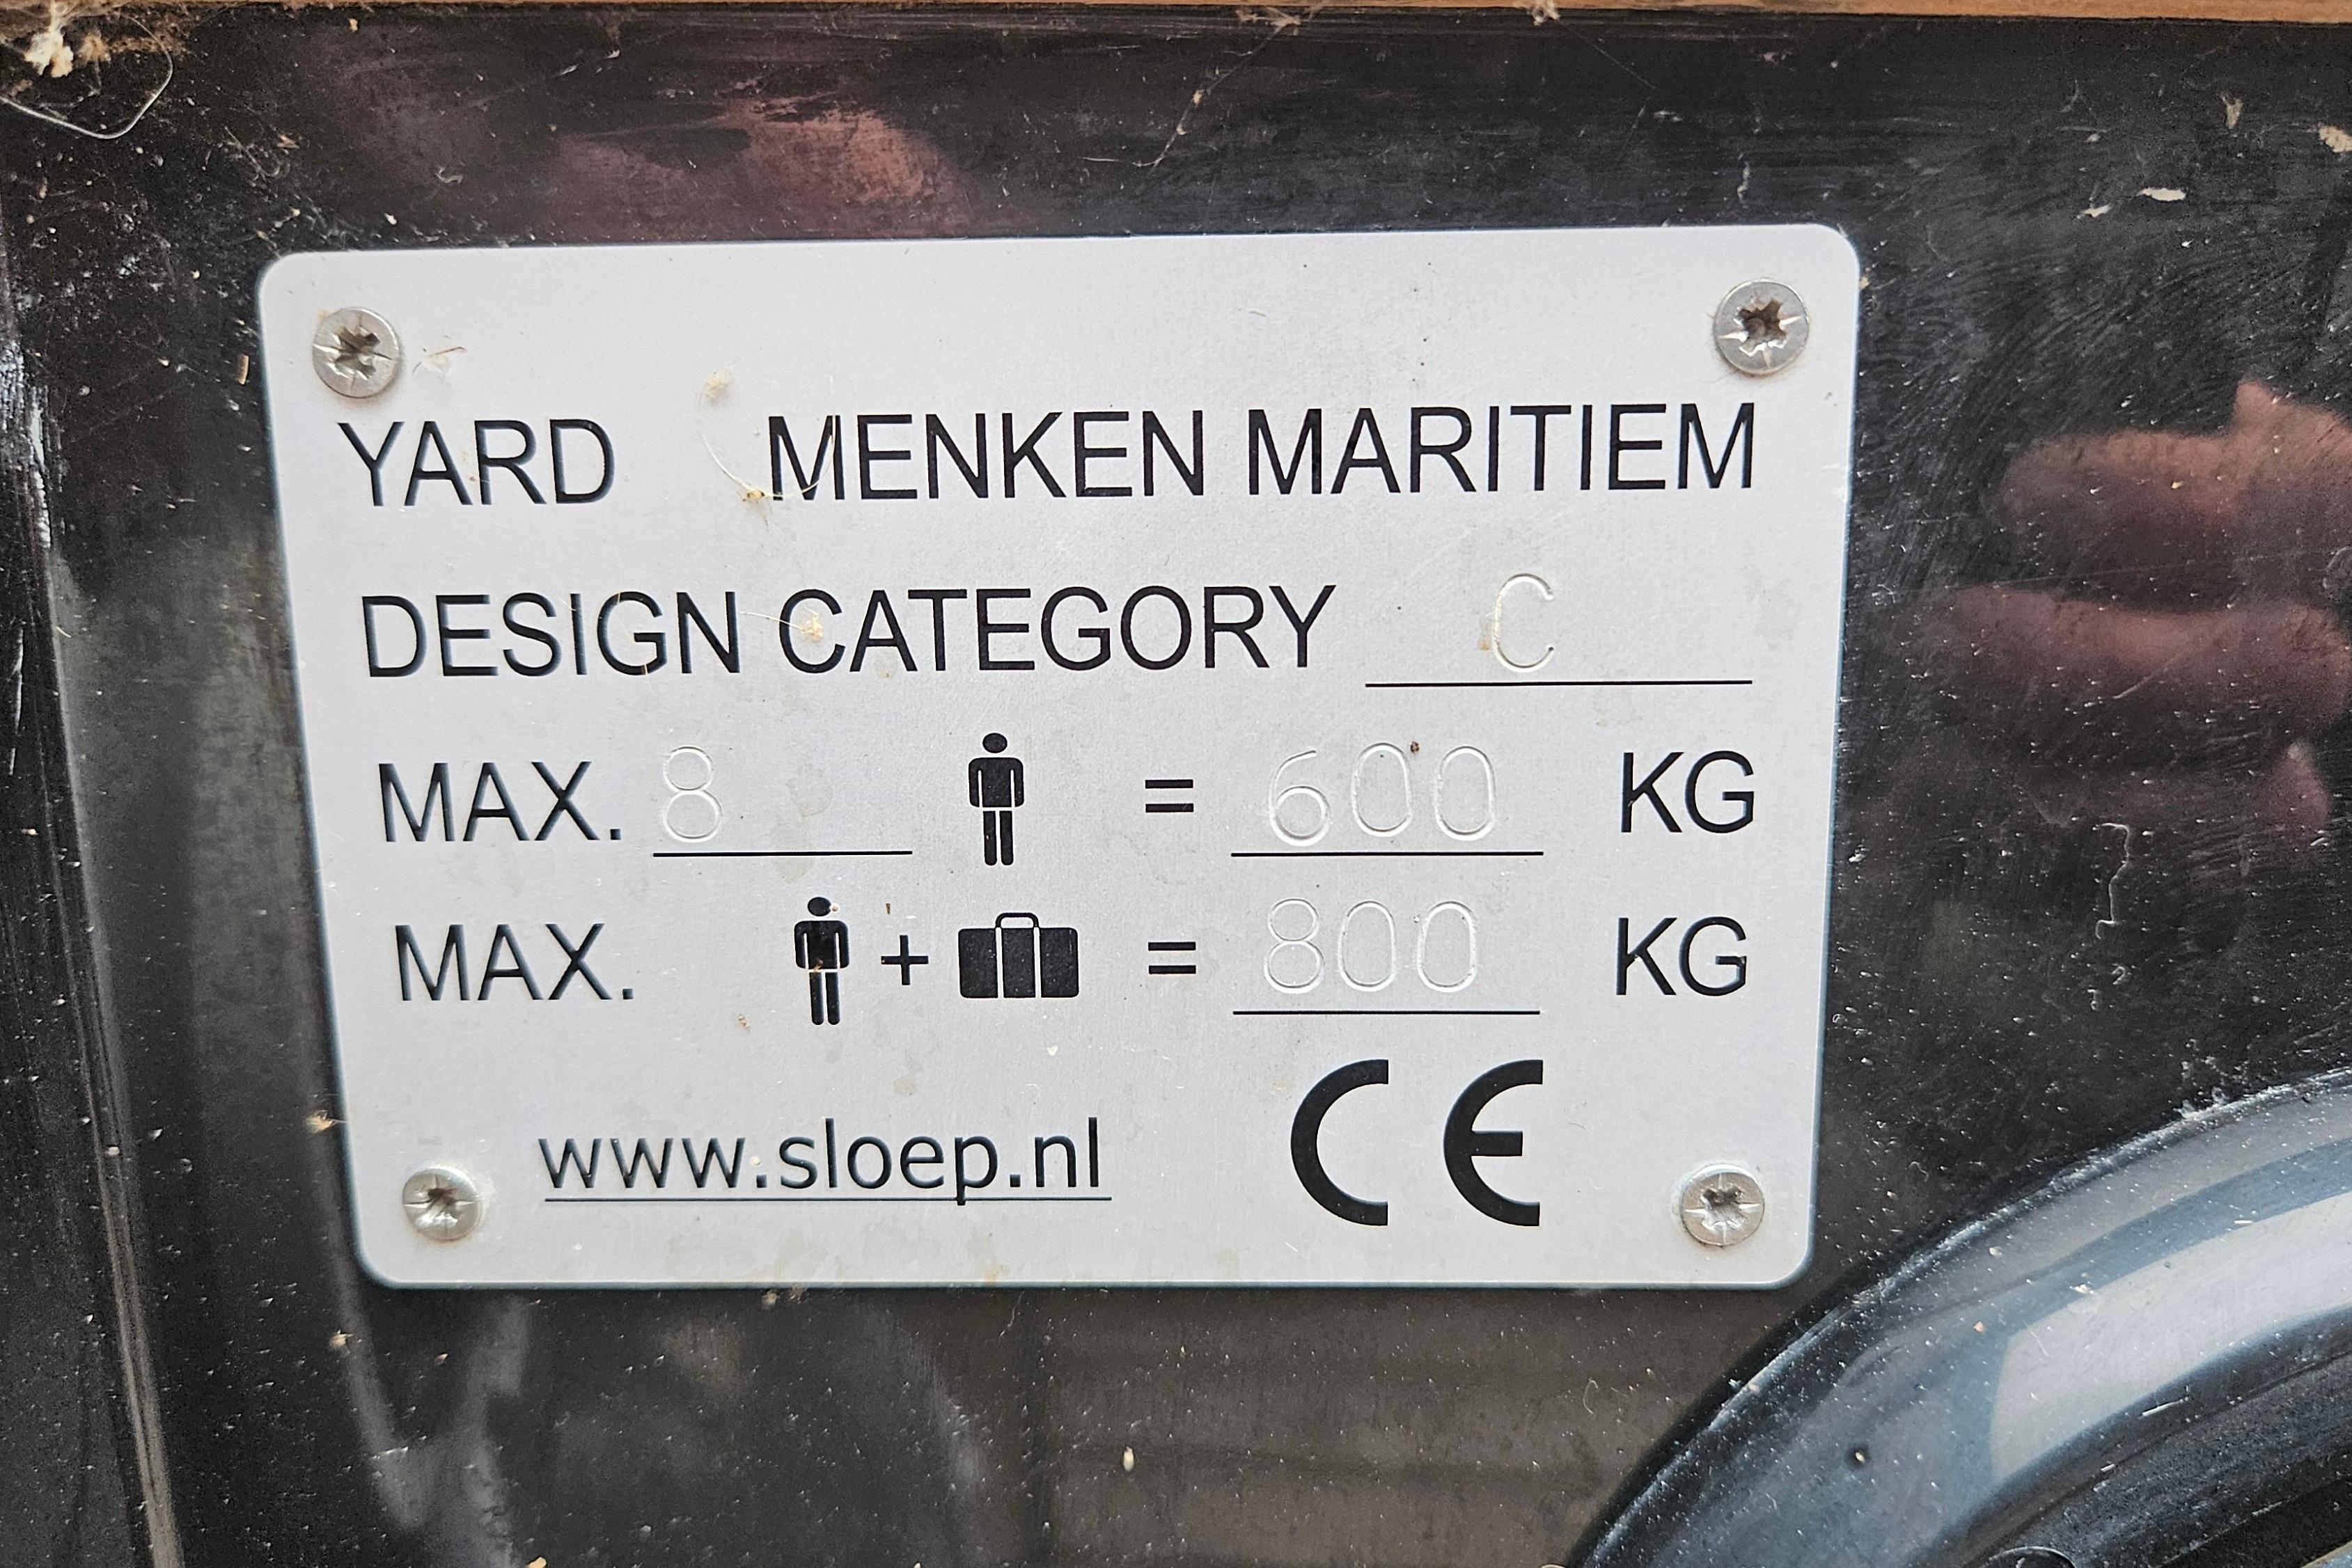 YARD MENKEN MARITIEM
DESIGN CATEGORY C
MAX. 8 = 600 KG
MAX. + = 800 KG
www.sloep.nl CE